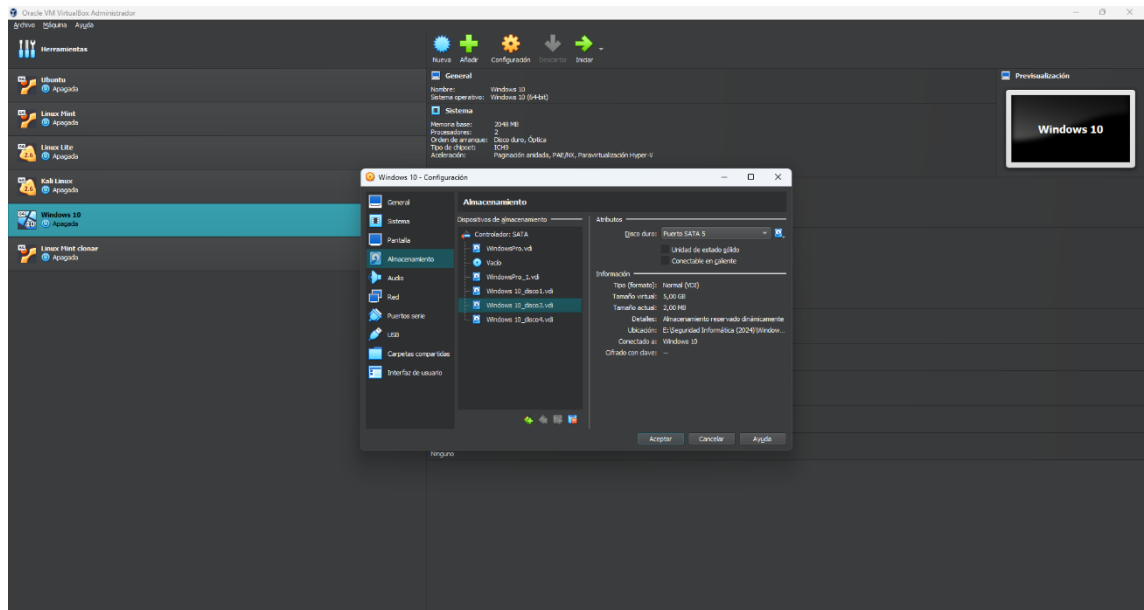 Oracle VM VirtualBox Administrador
Archivo Máquina Ayuda
Herramientas
Nueva Añadir Configuración Descartar Iniciar
Ubuntu
Apagada
Linux Mint
Apagada
Linux Lite
Apagada
Kali Linux
Apagada
Windows 10
Apagada
Linux Mint clonar
Apagada
General
Nombre: Windows 10
Sistema operativo: Windows 10 (64-bit)
Sistema
Memoria base: 2048 MB
Procesadores: 2
Orden de arranque: Disco duro, Óptica
Tipo de chipset: ICH9
Aceleración: Paginación anidada, PAE/NX, Paravirtualización Hyper-V
Previsualización
Windows 10
Windows 10 - Configuración
General
Sistema
Pantalla
Almacenamiento
Audio
Red
Puertos serie
USB
Carpetas compartidas
Interfaz de usuario
Almacenamiento
Dispositivos de almacenamiento
Controlador: SATA
WindowsPro.vdi
Vacío
WindowsPro_1.vdi
Windows 10_disco1.vdi
Windows 10_disco3.vdi
Windows 10_disco4.vdi
Atributos
Disco duro: Puerto SATA 5
Unidad de estado sólido
Conectable en caliente
Información
Tipo (formato): Normal (VDI)
Tamaño virtual: 5,00 GB
Tamaño actual: 2,00 MB
Detalles: Almacenamiento reservado dinámicamente
Ubicación: E:\Seguridad Informática (2024)\Window...
Conectado a: Windows 10
Cifrado con clave: --
Aceptar Cancelar Ayuda
Ninguno